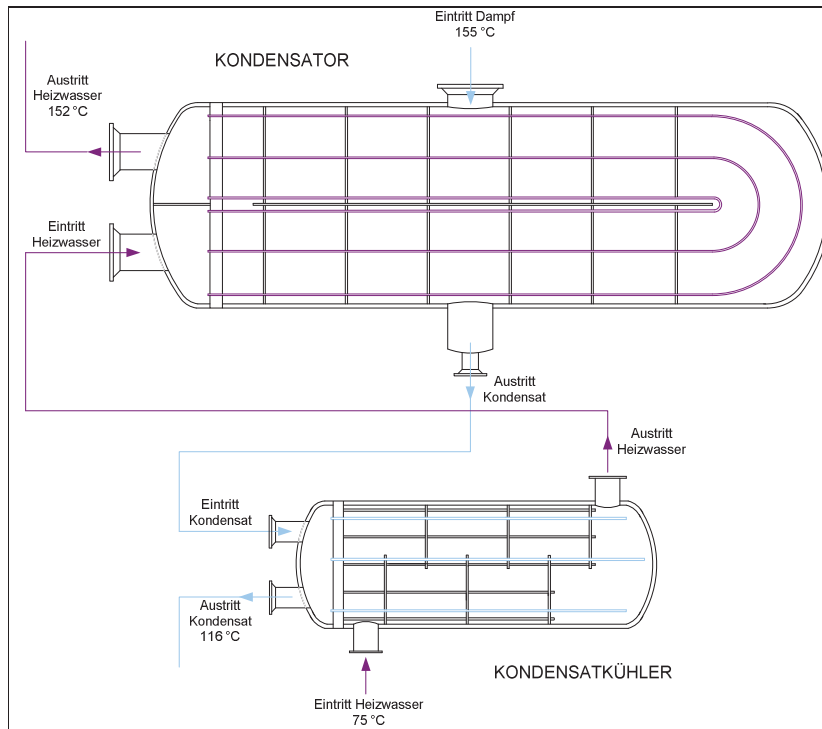 Eintritt Dampf
155 °C
KONDENSATOR
Austritt
Heizwasser
152 °C
Eintritt
Heizwasser
Austritt
Kondensat
Austritt
Heizwasser
Eintritt
Kondensat
Austritt
Kondensat
116 °C
KONDENSATKÜHLER
Eintritt Heizwasser
75 °C